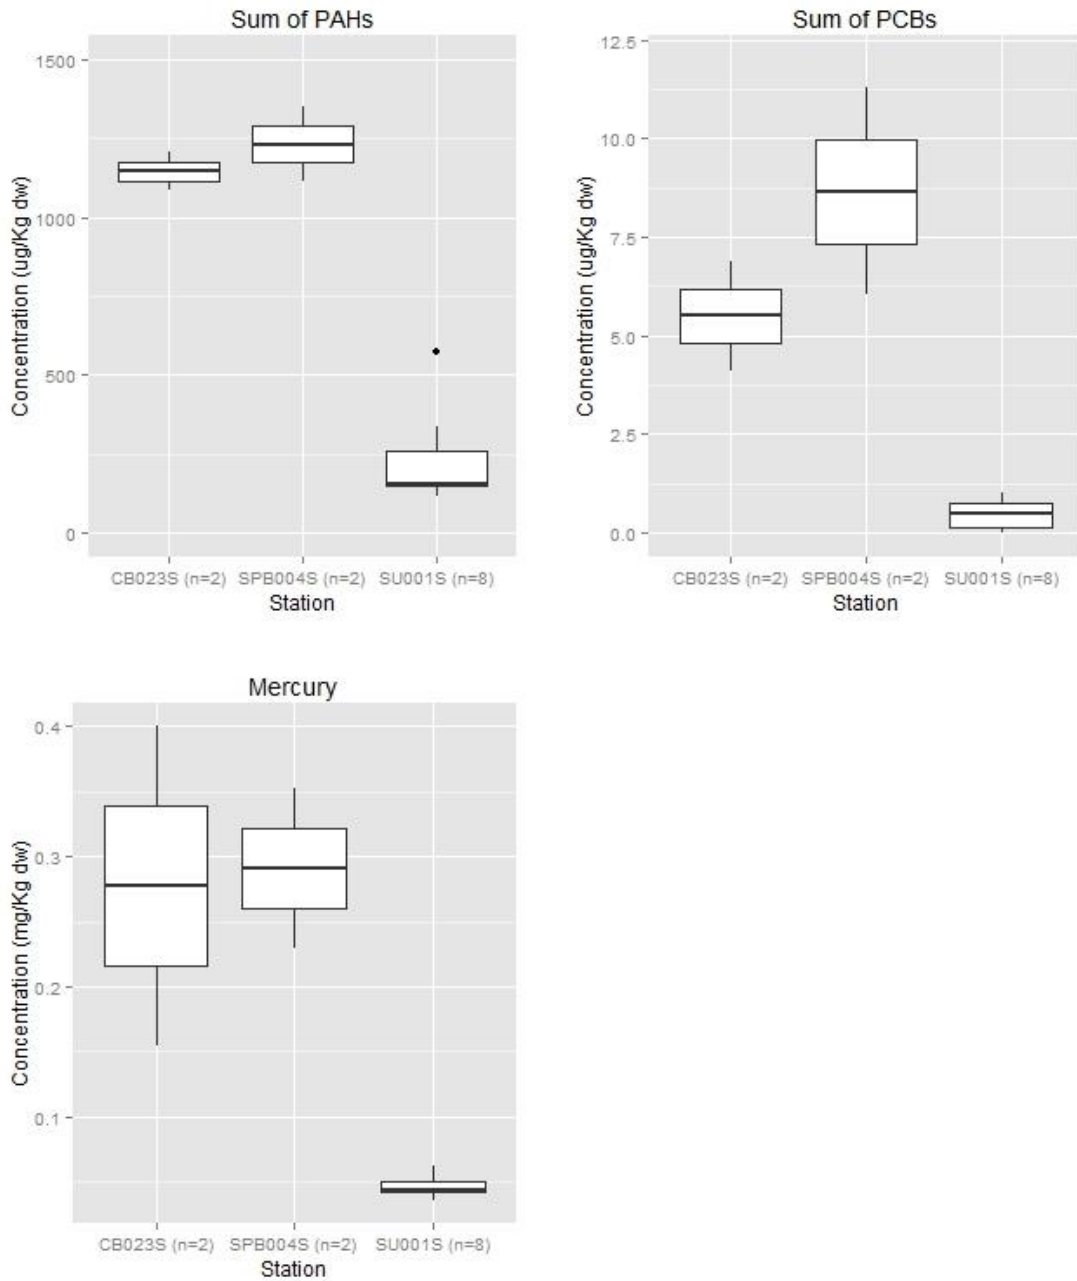 Sum of PAHs
Concentration (ug/Kg dw)
1500
1000
500
0
CB023S (n=2) SPB004S (n=2) SU001S (n=8)
Station
Sum of PCBs
Concentration (ug/Kg dw)
12.5
10.0
7.5
5.0
2.5
0.0
CB023S (n=2) SPB004S (n=2) SU001S (n=8)
Station
Mercury
Concentration (mg/Kg dw)
0.4
0.3
0.2
0.1
CB023S (n=2) SPB004S (n=2) SU001S (n=8)
Station